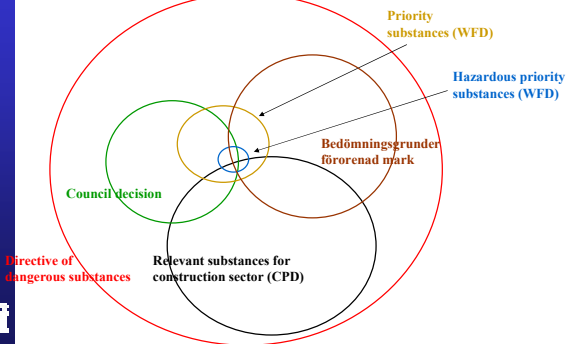 Priority
substances (WFD)
Hazardous priority
substances (WFD)
Bedömningsgrunder
förorenad mark
Council decision
Directive of
dangerous substances
Relevant substances for
construction sector (CPD)